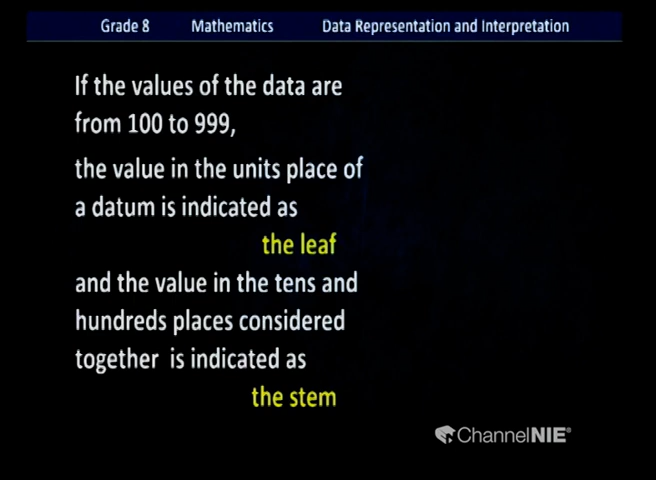 Grade 8 Mathematics Data Representation and Interpretation
If the values of the data are
from 100 to 999,
the value in the units place of
a datum is indicated as
the leaf
and the value in the tens and
hundreds places considered
together is indicated as
the stem
ChannelNIE®